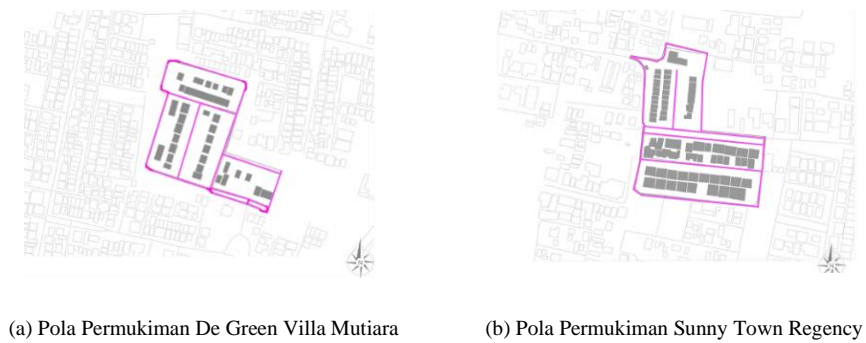 N
N
(a) Pola Permukiman De Green Villa Mutiara
(b) Pola Permukiman Sunny Town Regency